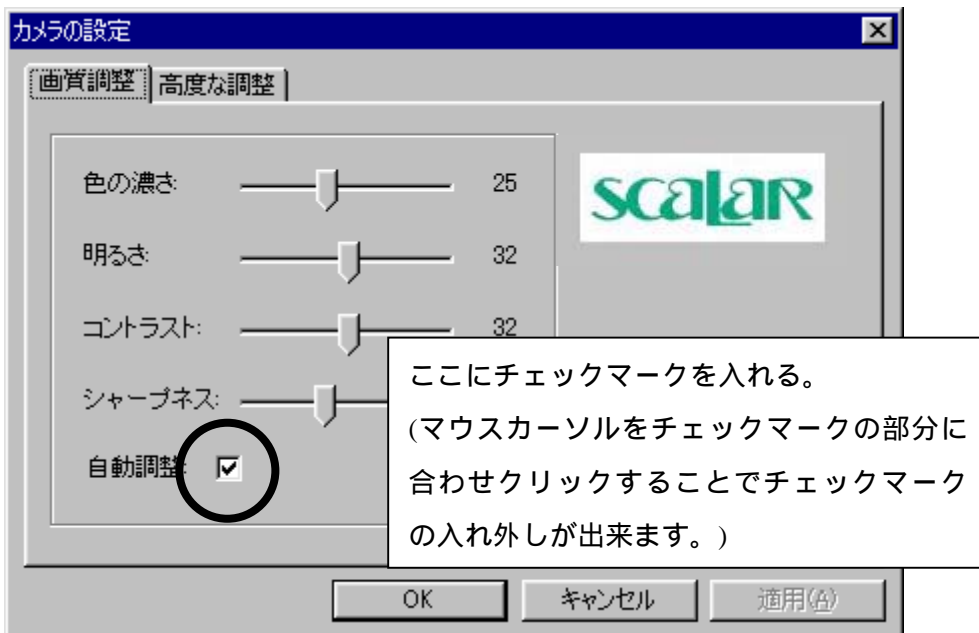 カメラの設定
画質調整 高度な調整
色の濃さ: 25
scalar
明るさ: 32
コントラスト: 32
シャープネス:
自動調整:
ここにチェックマークを入れる。
(マウスカーソルをチェックマークの部分に
合わせクリックすることでチェックマーク
の入れ外しが出来ます。)
OK キャンセル 適用(A)